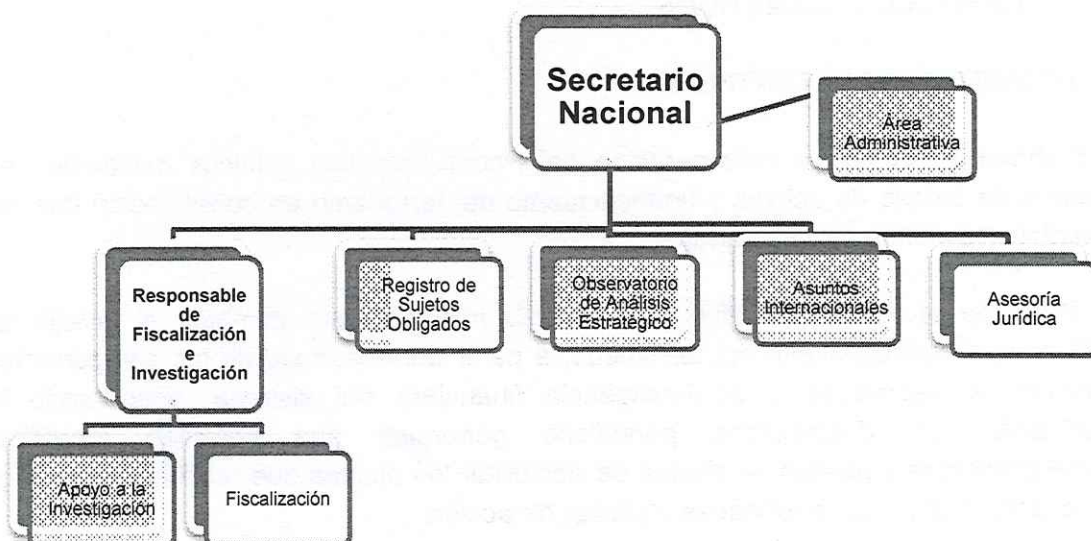 Secretario
Nacional
Área
Administrativa
Responsable
de
Fiscalización
e
Investigación
Registro de
Sujetos
Obligados
Observatorio
de Análisis
Estratégico
Asuntos
Internacionales
Asesoría
Jurídica
Apoyo a la
Investigación
Fiscalización